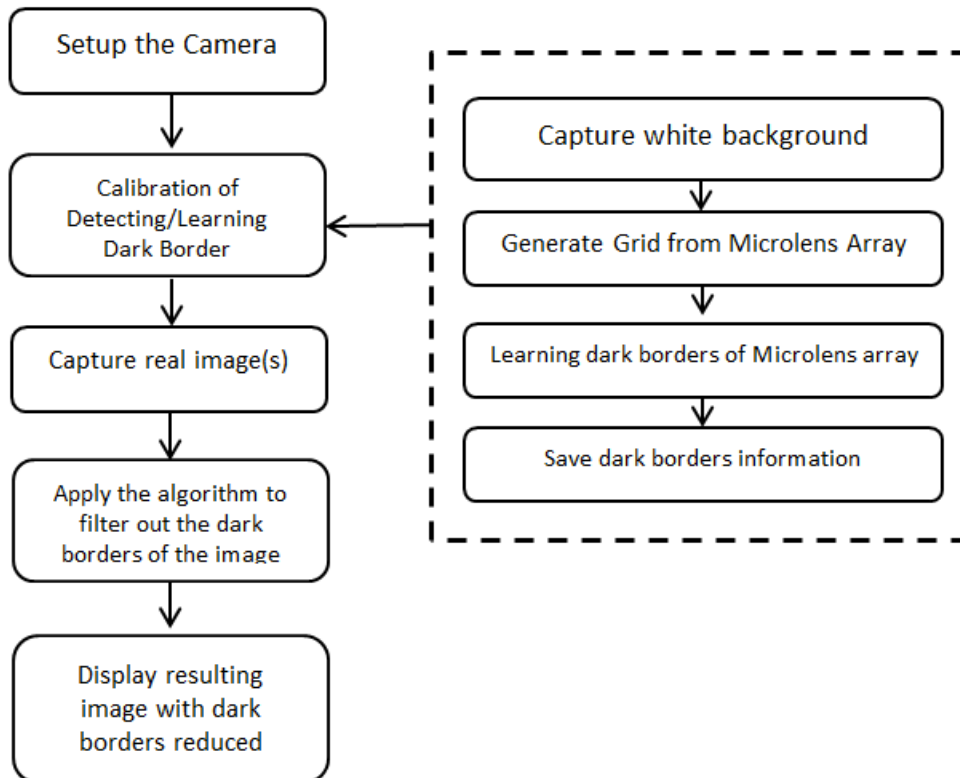 Setup the Camera
Calibration of
Detecting/Learning
Dark Border
Capture real image(s)
Apply the algorithm to
filter out the dark
borders of the image
Display resulting
image with dark
borders reduced
Capture white background
Generate Grid from Microlens Array
Learning dark borders of Microlens array
Save dark borders information